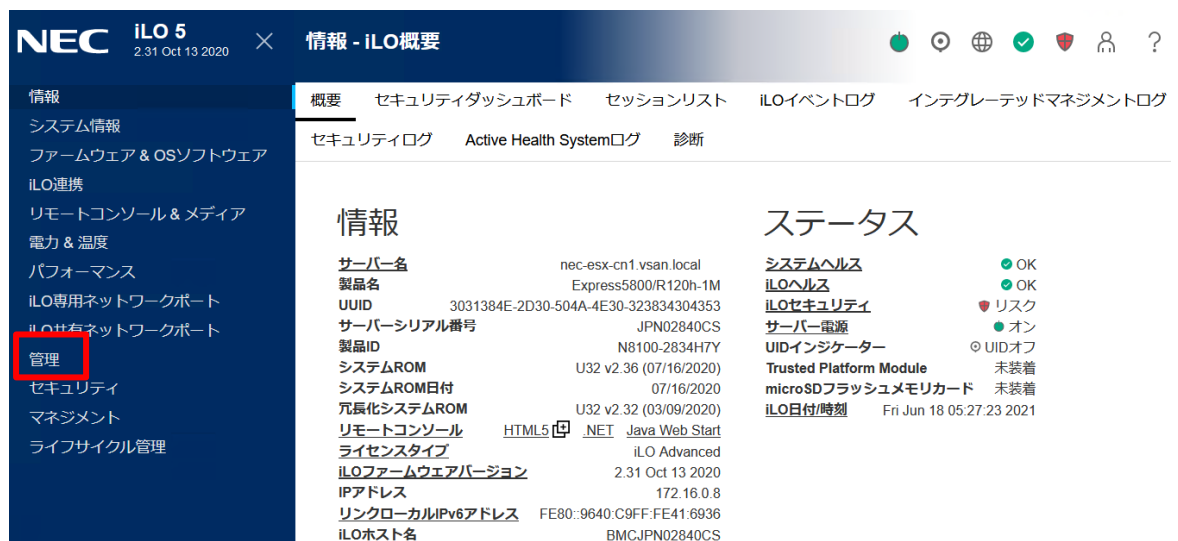 NEC iLO 5
2.31 Oct 13 2020
情報 - iLO概要
?
情報
システム情報
ファームウェア & OSソフトウェア
iLO連携
リモートコンソール & メディア
電力 & 温度
パフォーマンス
iLO専用ネットワークポート
iLO共有ネットワークポート
管理
セキュリティ
マネジメント
ライフサイクル管理
概要 セキュリティダッシュボード セッションリスト iLOイベントログ インテグレーテッドマネジメントログ
セキュリティログ Active Health Systemログ 診断
情報
サーバー名 nec-esx-cn1.vsan.local
製品名 Express5800/R120h-1M
UUID 3031384E-2D30-504A-4E30-323834304353
サーバーシリアル番号 JPN02840CS
製品ID N8100-2834H7Y
システムROM U32 v2.36 (07/16/2020)
システムROM日付 07/16/2020
冗長化システムROM U32 v2.32 (03/09/2020)
リモートコンソール HTML5 .NET Java Web Start
ライセンスタイプ iLO Advanced
iLOファームウェアバージョン 2.31 Oct 13 2020
IPアドレス 172.16.0.8
リンクローカルIPv6アドレス FE80::9640:C9FF:FE41:6936
iLOホスト名 BMCJPN02840CS
ステータス
システムヘルス OK
iLOヘルス OK
iLOセキュリティ リスク
サーバー電源 オン
UIDインジケーター UIDオフ
Trusted Platform Module 未装着
microSDフラッシュメモリカード 未装着
iLO日付/時刻 Fri Jun 18 05:27:23 2021